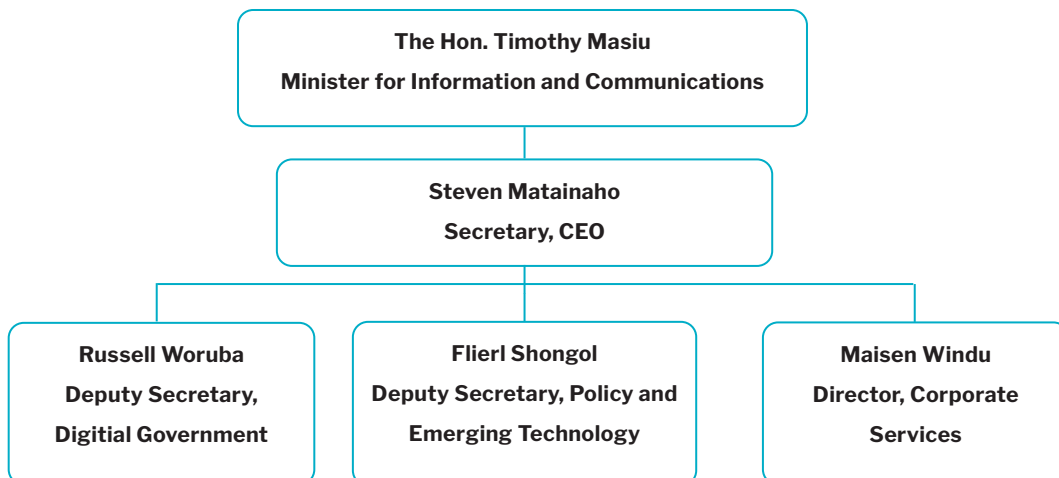 The Hon. Timothy Masiu
Minister for Information and Communications
Steven Matainaho
Secretary, CEO
Russell Woruba
Deputy Secretary,
Digitial Government
Flierl Shongol
Deputy Secretary, Policy and
Emerging Technology
Maisen Windu
Director, Corporate
Services